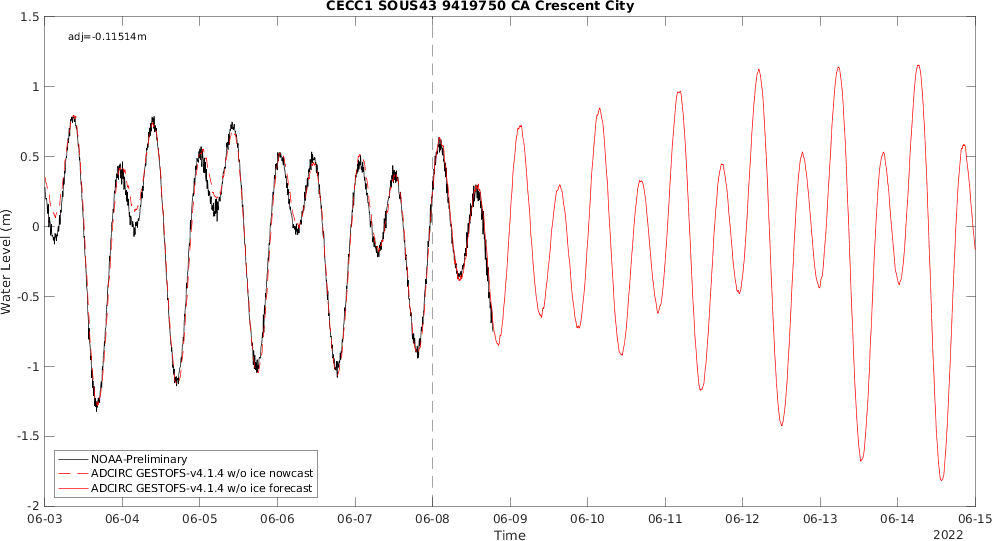 CECC1 SOUS43 9419750 CA Crescent City
adj=-0.11514m
Water Level (m)
1.5
1
0.5
0
-0.5
-1
-1.5
-2
NOAA-Preliminary
ADCIRC GESTOFS-v4.1.4 w/o ice nowcast
ADCIRC GESTOFS-v4.1.4 w/o ice forecast
06-03 06-04 06-05 06-06 06-07 06-08 06-09 06-10 06-11 06-12 06-13 06-14 06-15
Time
2022